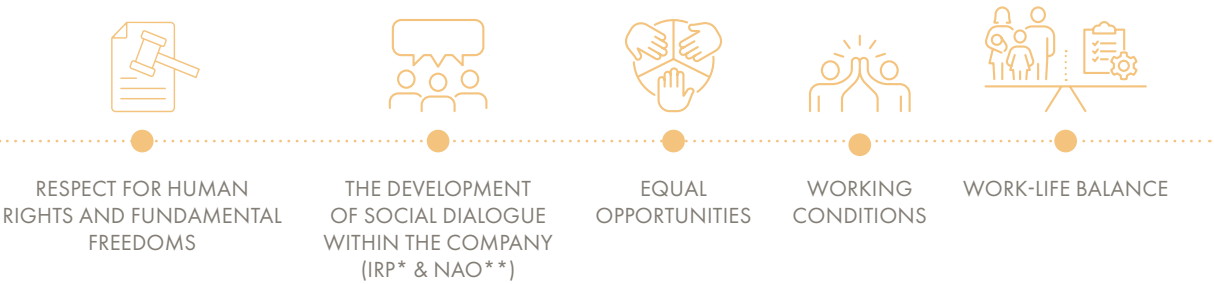 RESPECT FOR HUMAN
RIGHTS AND FUNDAMENTAL
FREEDOMS
THE DEVELOPMENT
OF SOCIAL DIALOGUE
WITHIN THE COMPANY
(IRP* & NAO**)
EQUAL
OPPORTUNITIES
WORKING
CONDITIONS
WORK-LIFE BALANCE